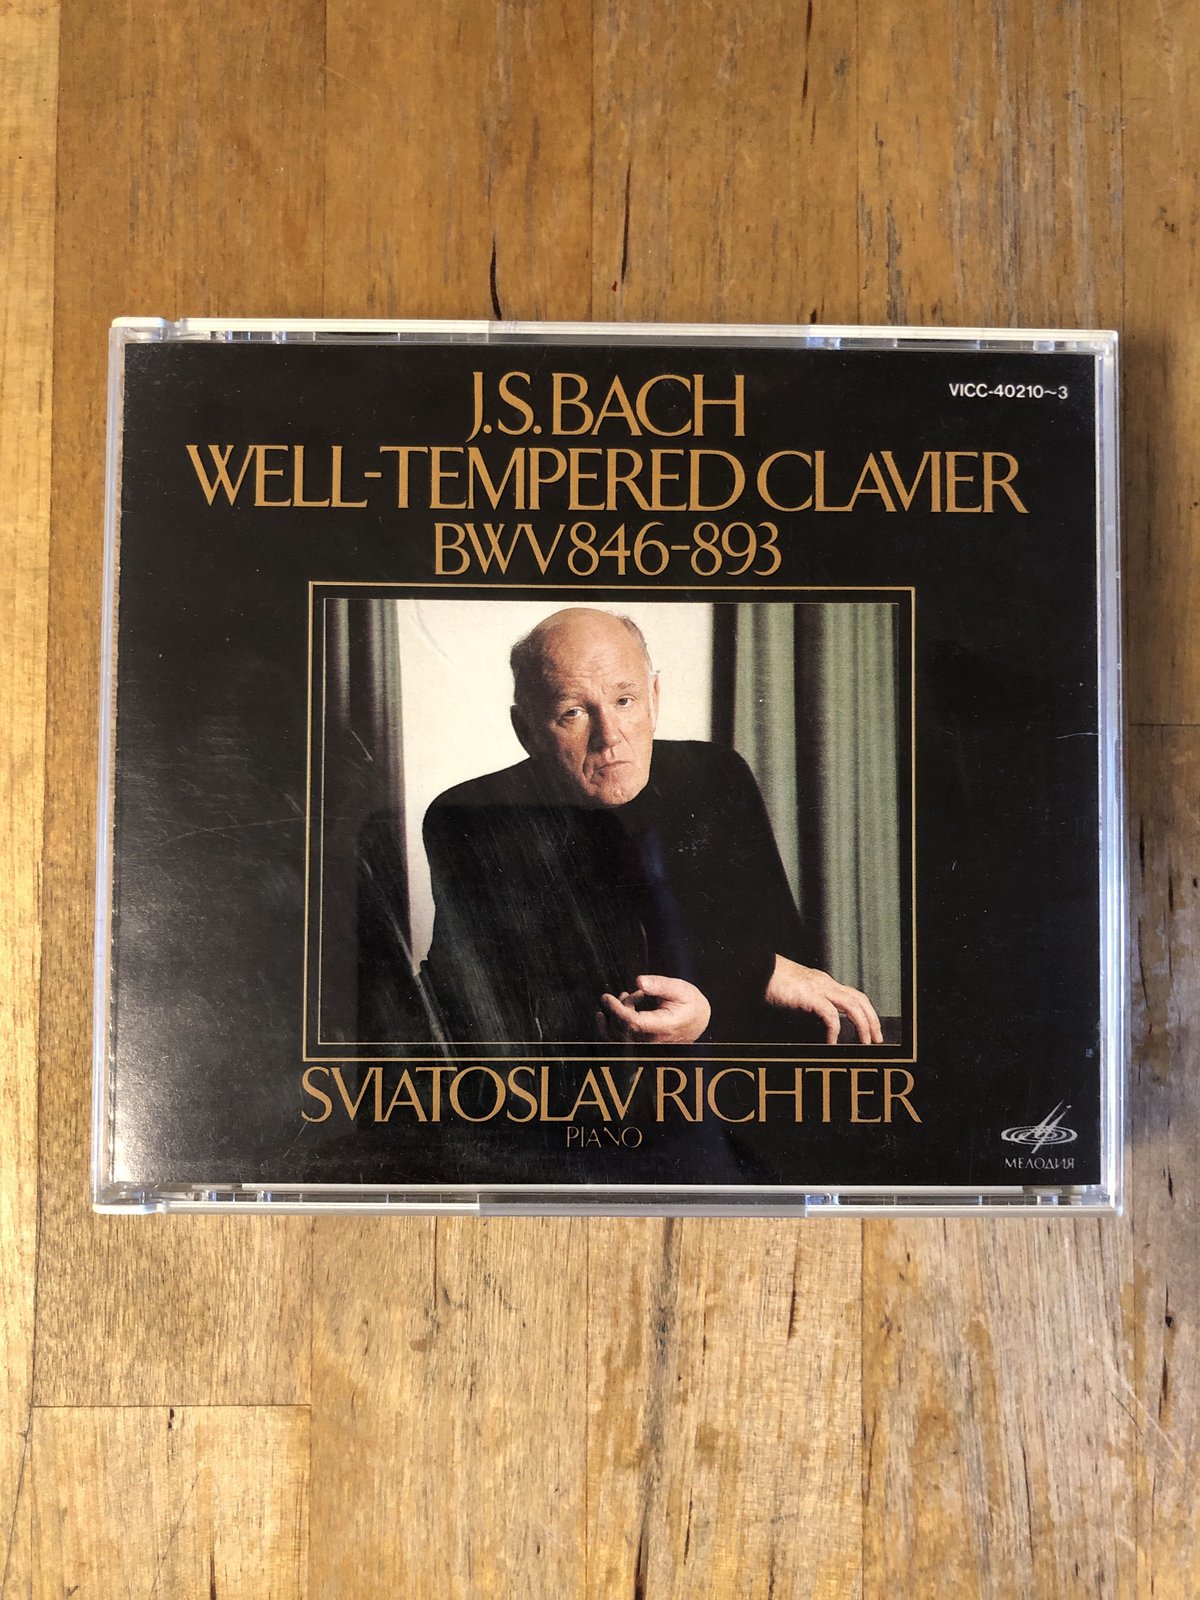 VICC-40210~3
J.S.BACH
WELL-TEMPERED CLAVIER
BWV846-893
SVIATOSLAV RICHTER
PIANO
МЕЛОДИЯ